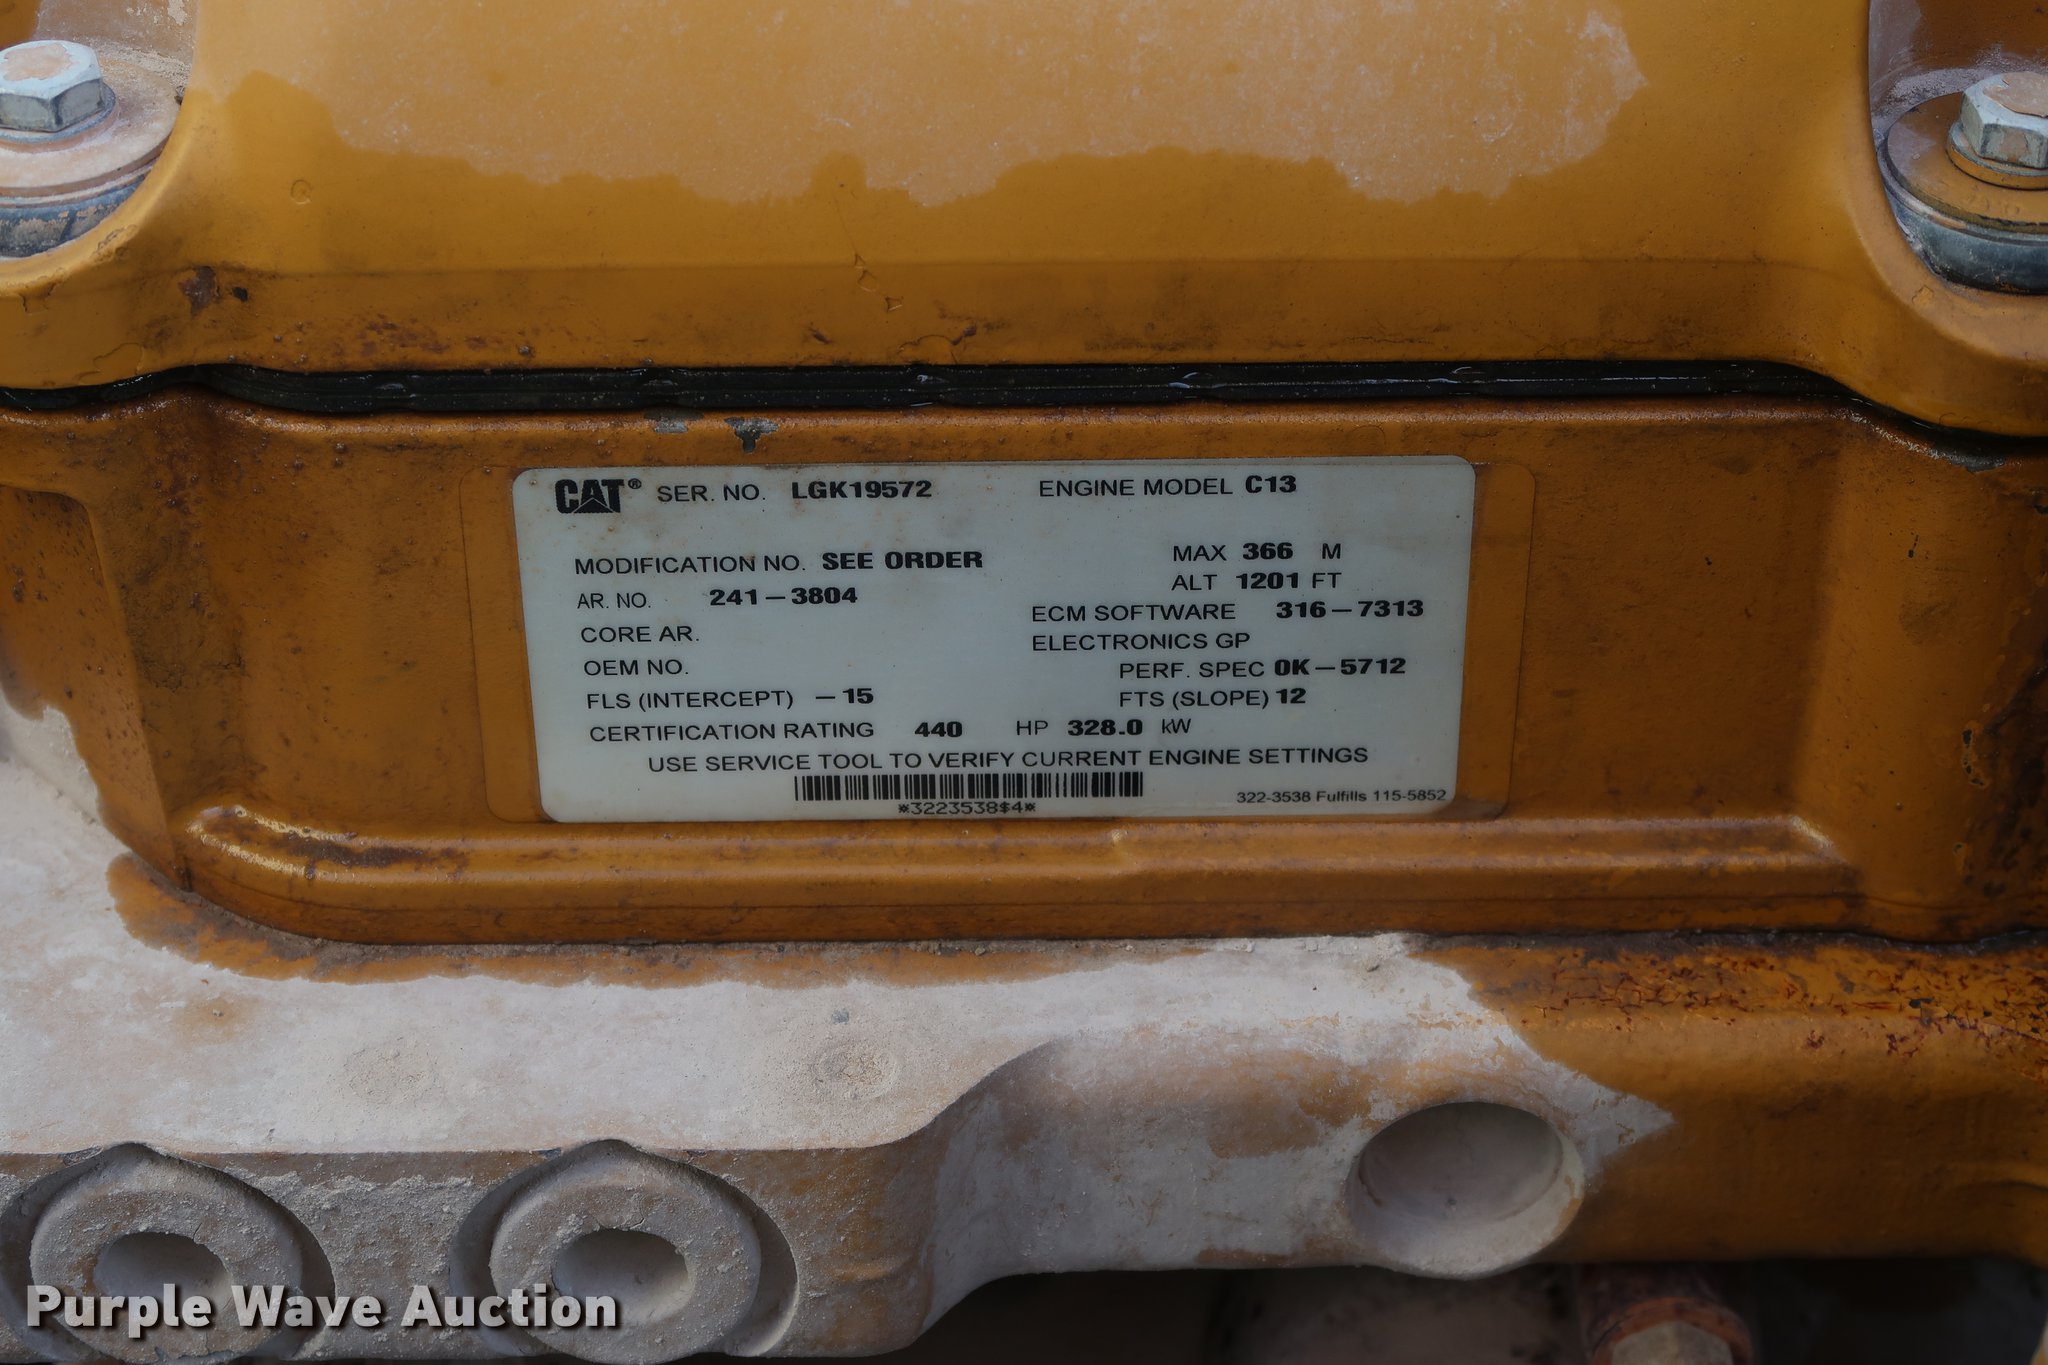 CAT® SER. NO. LGK19572 ENGINE MODEL C13
MODIFICATION NO. SEE ORDER MAX 366 M
ALT 1201 FT
AR. NO. 241-3804
ECM SOFTWARE 316-7313
CORE AR.
ELECTRONICS GP
OEM NO. PERF. SPEC 0K-5712
FLS (INTERCEPT) -15 FTS (SLOPE) 12
CERTIFICATION RATING 440 HP 328.0 kW
USE SERVICE TOOL TO VERIFY CURRENT ENGINE SETTINGS
*3223538$4* 322-3538 Fulfills 115-5852
Purple Wave Auction